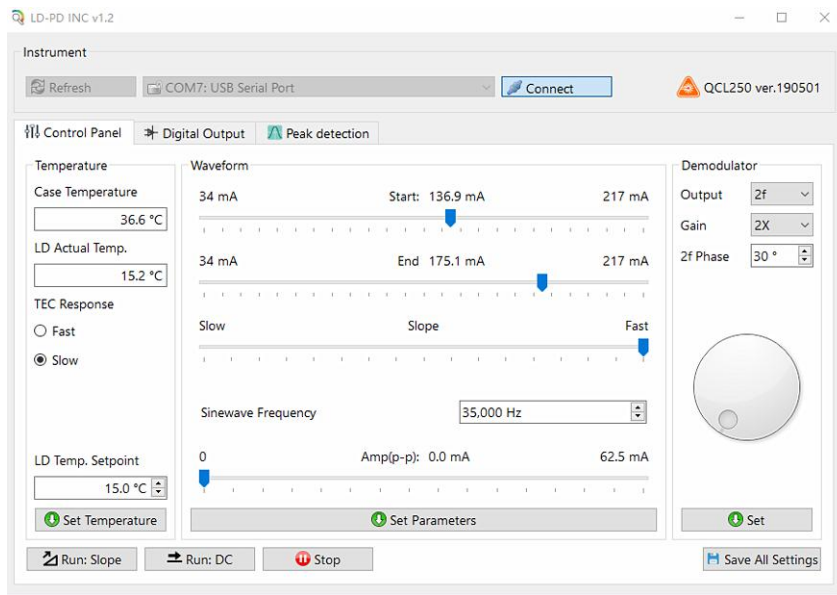 LD-PD INC v1.2
Instrument
Refresh
COM7: USB Serial Port
Connect
QCL250 ver.190501
Control Panel
Digital Output
Peak detection
Temperature
Case Temperature
36.6 °C
LD Actual Temp.
15.2 °C
TEC Response
Fast
Slow
LD Temp. Setpoint
15.0 °C
Set Temperature
Waveform
34 mA Start: 136.9 mA 217 mA
34 mA End 175.1 mA 217 mA
Slow Slope Fast
Sinewave Frequency 35,000 Hz
0 Amp(p-p): 0.0 mA 62.5 mA
Set Parameters
Demodulator
Output 2f
Gain 2X
2f Phase 30 °
Set
Run: Slope
Run: DC
Stop
Save All Settings